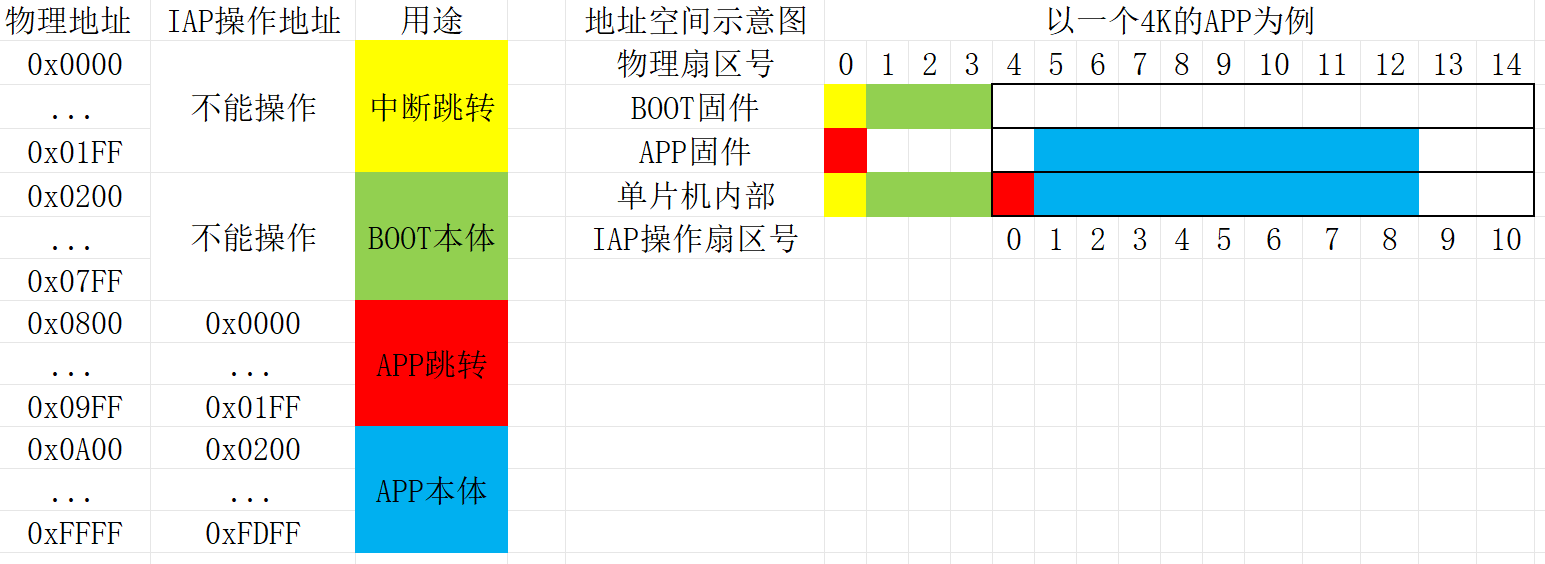 物理地址 IAP操作地址 用途 地址空间示意图 以一个4K的APP为例
0x0000 物理扇区号 0 1 2 3 4 5 6 7 8 9 10 11 12 13 14
... 不能操作 中断跳转 BOOT固件
0x01FF APP固件
0x0200 单片机内部
... 不能操作 BOOT本体 IAP操作扇区号 0 1 2 3 4 5 6 7 8 9 10
0x07FF
0x0800 0x0000
... ... APP跳转
0x09FF 0x01FF
0x0A00 0x0200
... ... APP本体
0xFFFF 0xFDFF